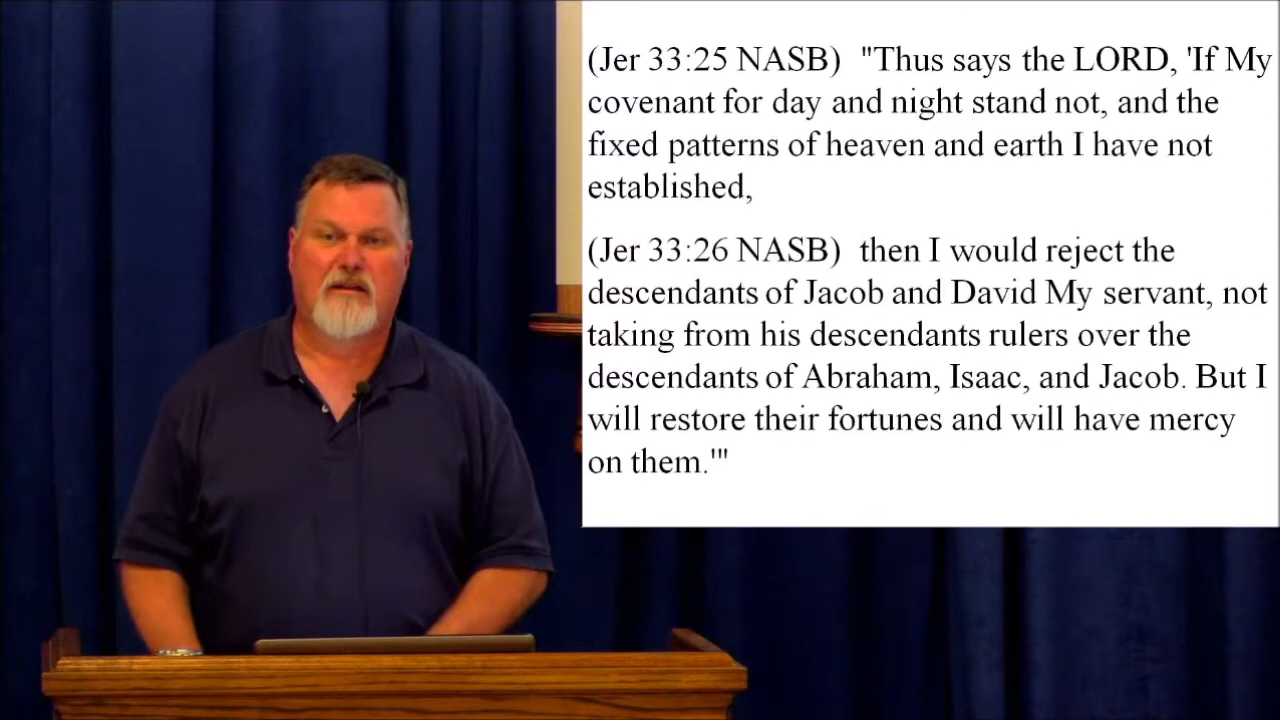 (Jer 33:25 NASB)  "Thus says the LORD, 'If My
covenant for day and night stand not, and the
fixed patterns of heaven and earth I have not
established,
(Jer 33:26 NASB)  then I would reject the
descendants of Jacob and David My servant, not
taking from his descendants rulers over the
descendants of Abraham, Isaac, and Jacob. But I
will restore their fortunes and will have mercy
on them.'"